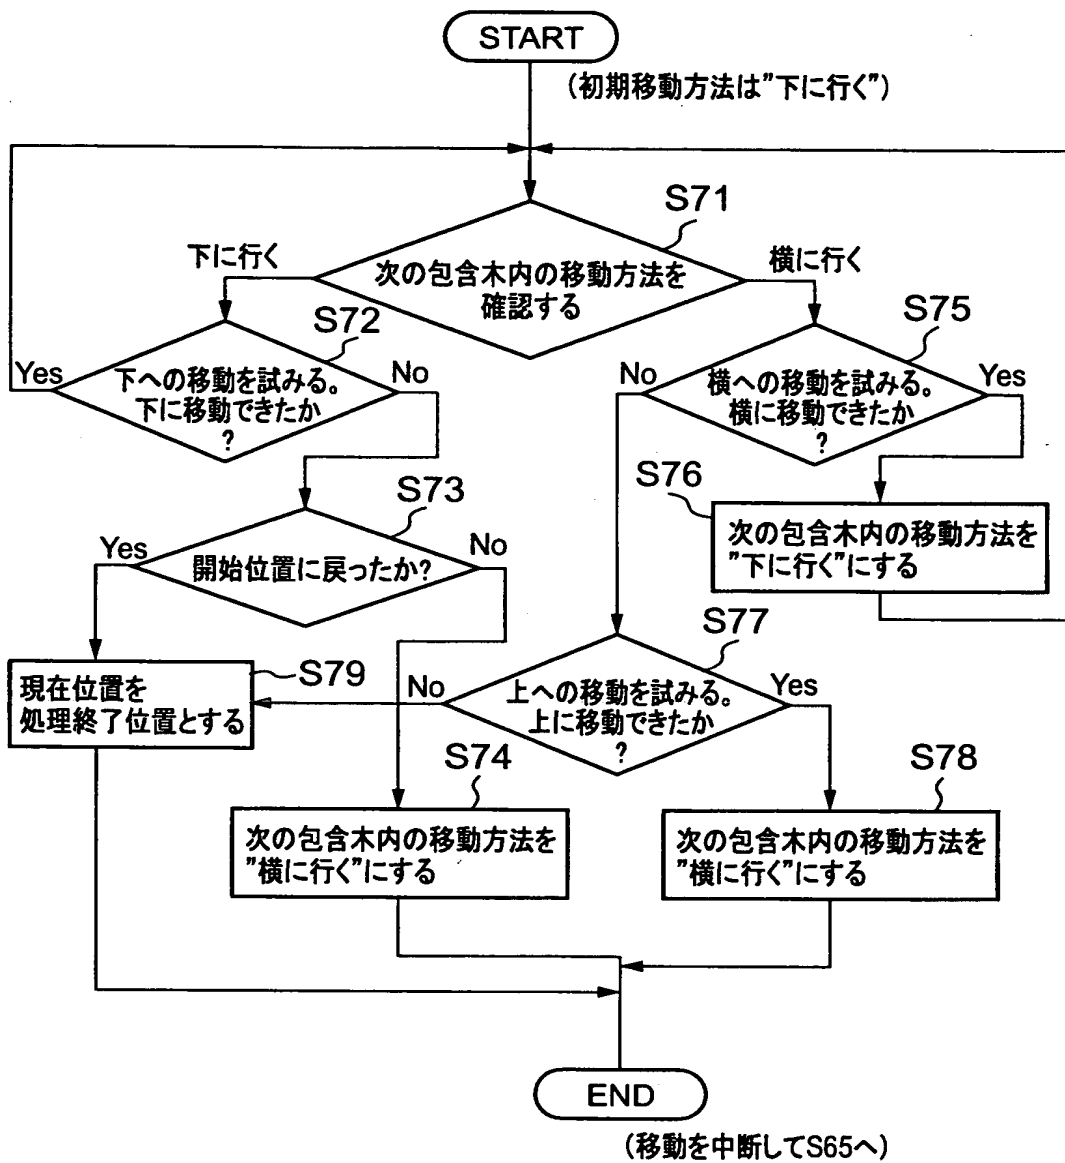 START
(初期移動方法は"下に行く")
S71
下に行く
横に行く
次の包含木内の移動方法を
確認する
S72
S75
Yes
下への移動を試みる。
下に移動できたか
?
No
No
横への移動を試みる。
横に移動できたか
?
Yes
S73
S76
Yes
開始位置に戻ったか?
No
次の包含木内の移動方法を
"下に行く"にする
S77
S79
現在位置を
処理終了位置とする
No
上への移動を試みる。
上に移動できたか
?
Yes
S74
S78
次の包含木内の移動方法を
"横に行く"にする
次の包含木内の移動方法を
"横に行く"にする
END
(移動を中断してS65へ)